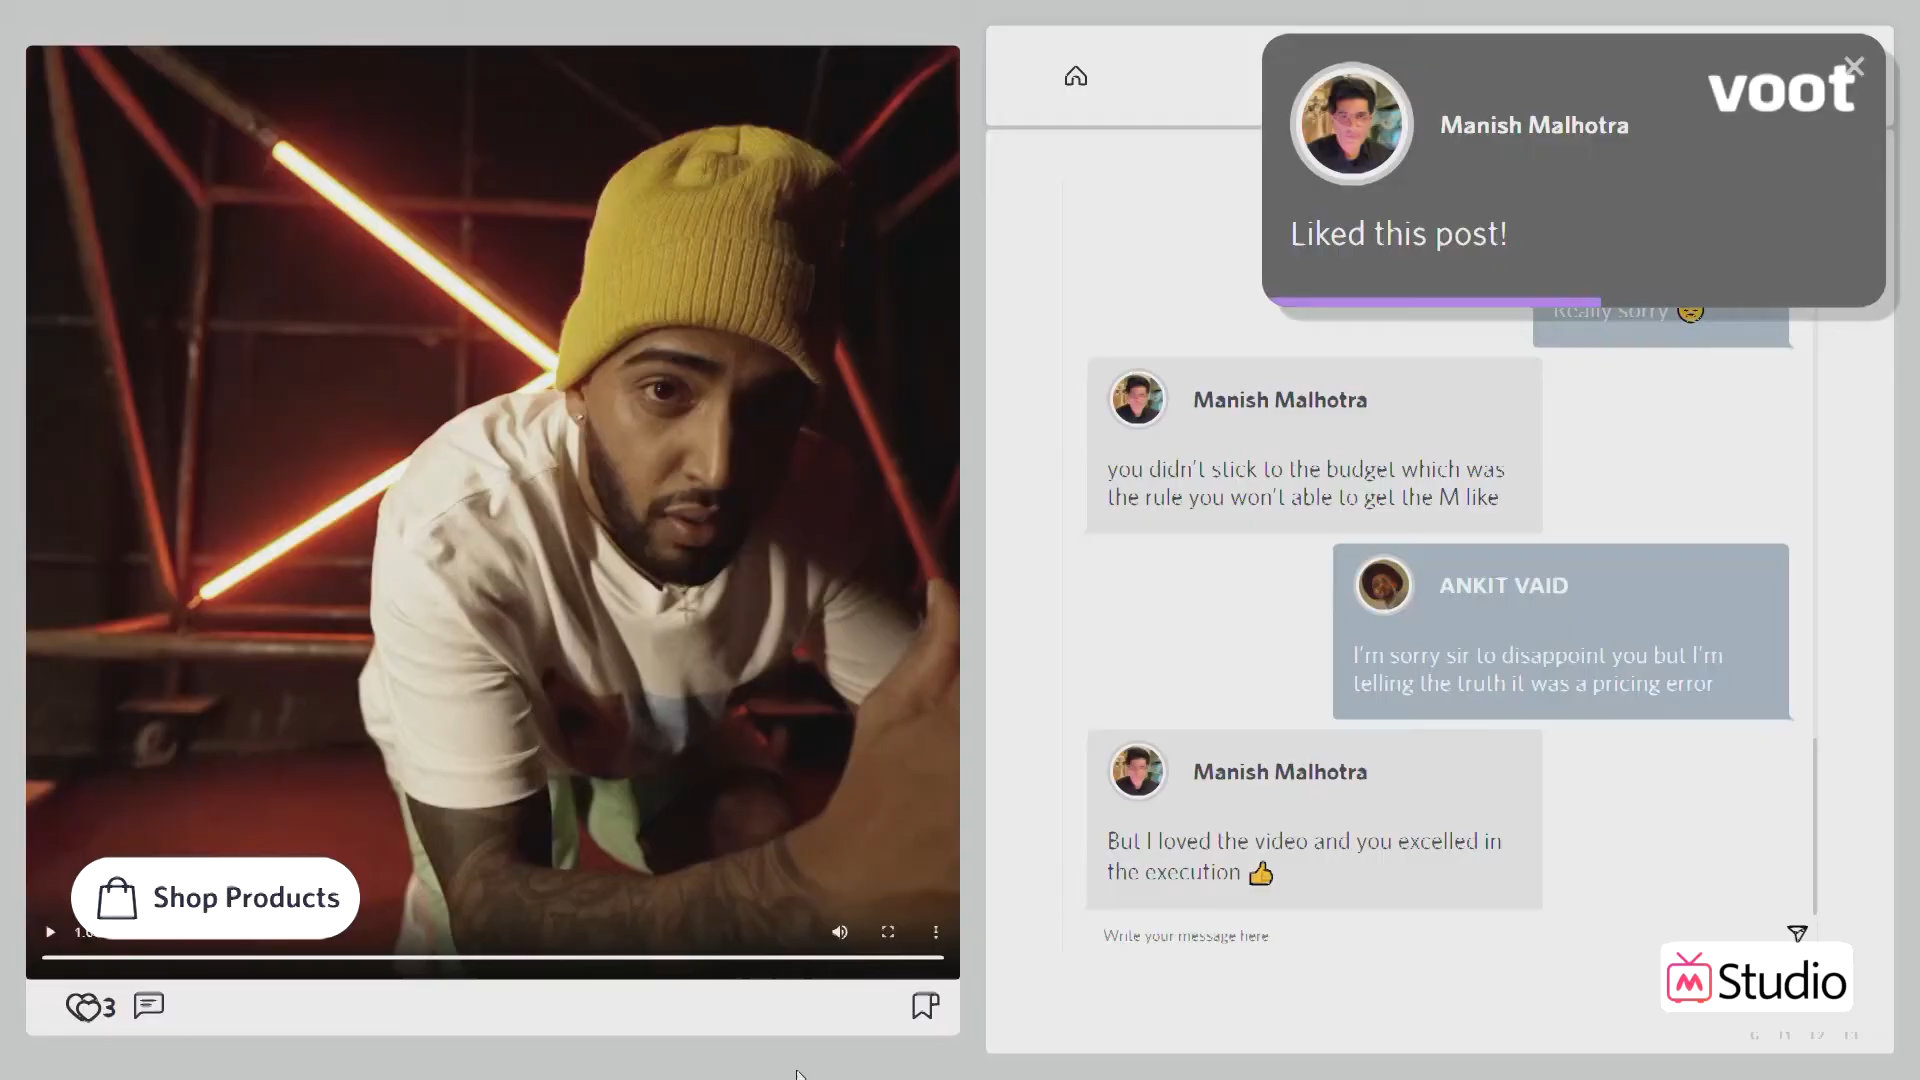 voot
Manish Malhotra
Liked this post!
Really sorry
Manish Malhotra
you didn't stick to the budget which was
the rule you won't able to get the M like
ANKIT VAID
I'm sorry sir to disappoint you but I'm
telling the truth it was a pricing error
Manish Malhotra
But I loved the video and you excelled in
the execution 👍
Write your message here
Shop Products
3
M Studio